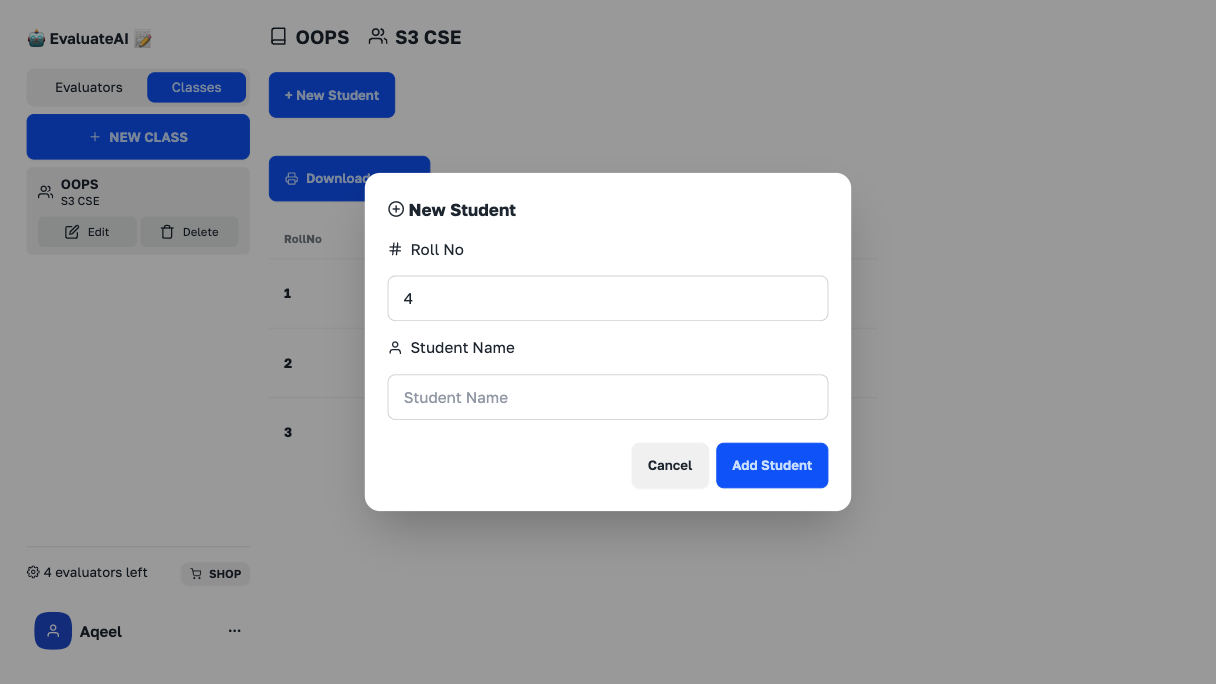 EvaluateAI
Evaluators
Classes
+ NEW CLASS
OOPS
S3 CSE
Edit
Delete
4 evaluators left
SHOP
Aqeel
OOPS
S3 CSE
+ New Student
Download
RollNo
1
2
3
New Student
# Roll No
4
Student Name
Student Name
Cancel
Add Student